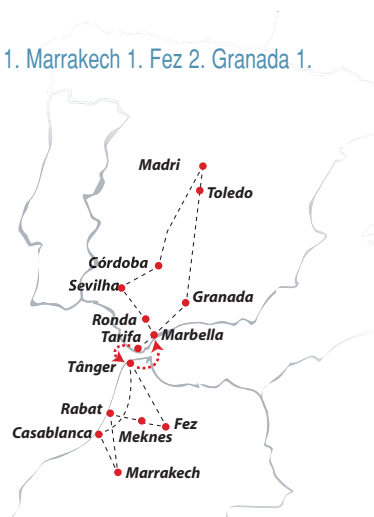 1. Marrakech 1. Fez 2. Granada 1.
Madri
Toledo
Córdoba
Sevilha
Granada
Ronda
Tarifa
Marbella
Tânger
Rabat
Fez
Casablanca
Meknes
Marrakech